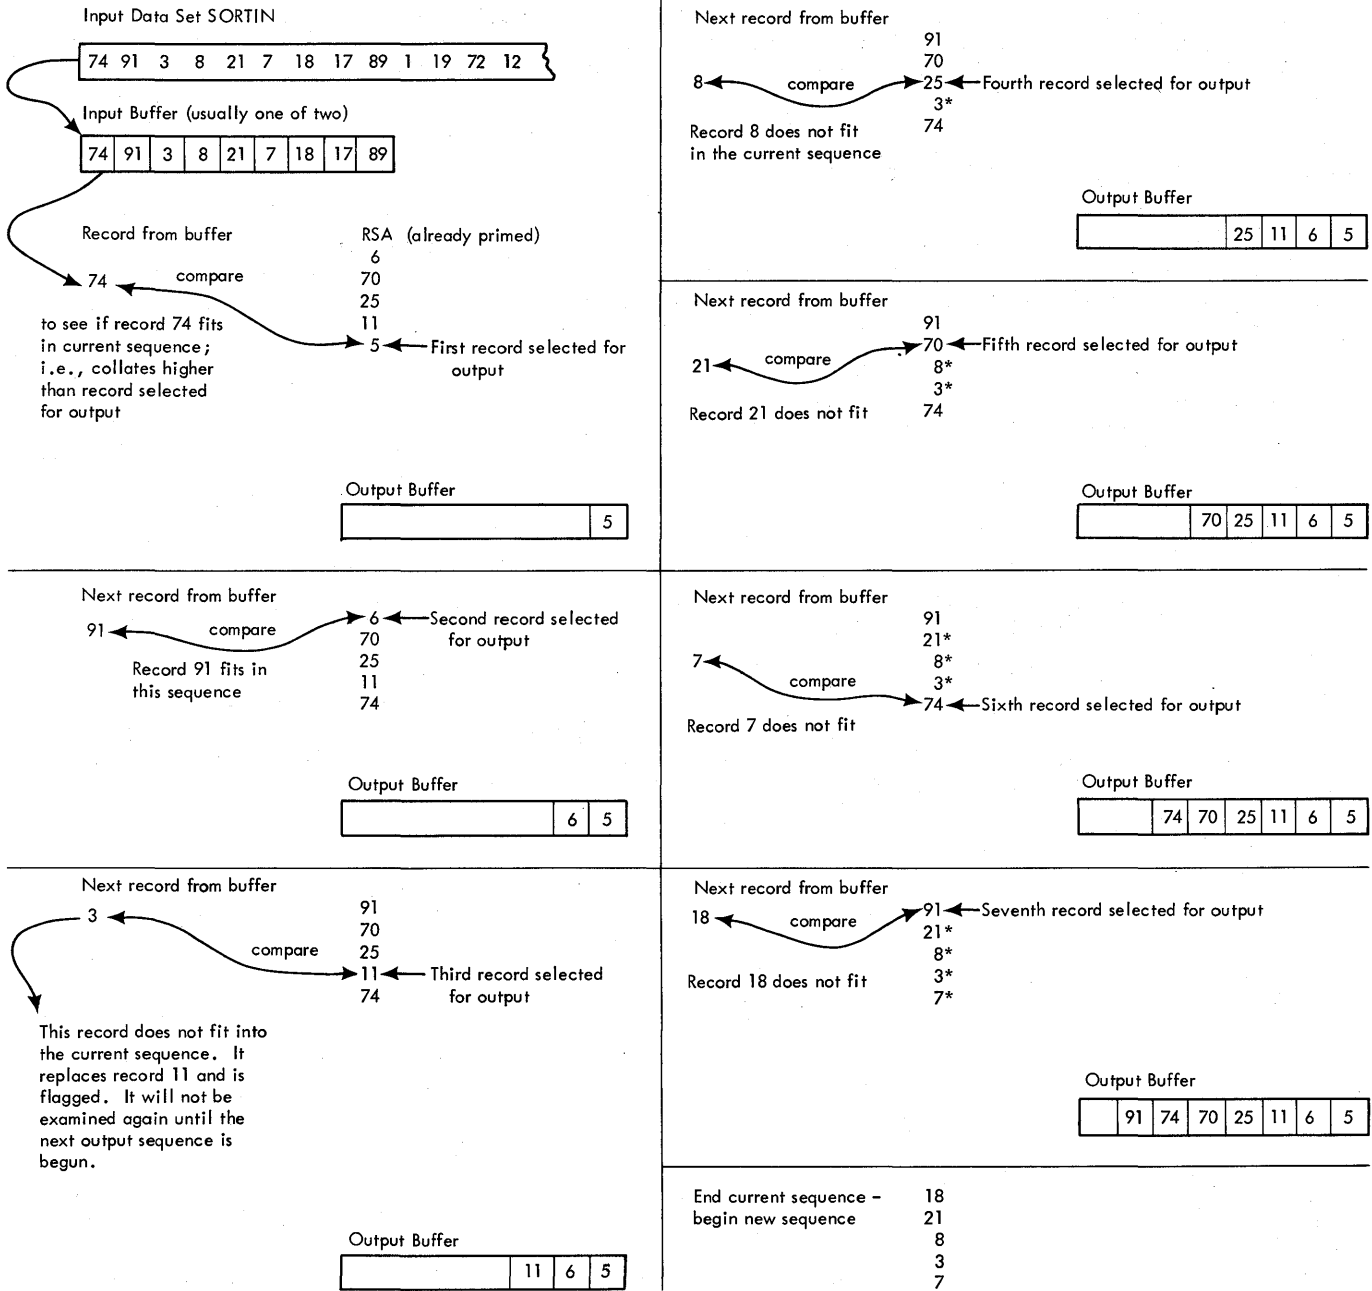 Input Data Set SORTIN
74 91 3 8 21 7 18 17 89 1 19 72 12
Input Buffer (usually one of two)
74 91 3 8 21 7 18 17 89
Record from buffer
RSA (already primed)
6
74
compare
70
25
to see if record 74 fits
11
in current sequence;
5
First record selected for
i.e., collates higher
output
than record selected
for output
Output Buffer
5
Next record from buffer
6
Second record selected
91
compare
70
for output
Record 91 fits in
25
this sequence
11
74
Output Buffer
6 5
Next record from buffer
3
91
70
compare
25
11
Third record selected
74
for output
This record does not fit into
the current sequence. It
replaces record 11 and is
flagged. It will not be
examined again until the
next output sequence is
begun.
Output Buffer
11 6 5
Next record from buffer
91
70
8
compare
25
Fourth record selected for output
3*
Record 8 does not fit
74
in the current sequence
Output Buffer
25 11 6 5
Next record from buffer
91
70
Fifth record selected for output
21
compare
8*
3*
Record 21 does not fit
74
Output Buffer
70 25 11 6 5
Next record from buffer
91
21*
7
8*
compare
3*
74
Sixth record selected for output
Record 7 does not fit
Output Buffer
74 70 25 11 6 5
Next record from buffer
18
compare
91
Seventh record selected for output
21*
8*
Record 18 does not fit
3*
7*
Output Buffer
91 74 70 25 11 6 5
End current sequence –
18
begin new sequence
21
8
3
7